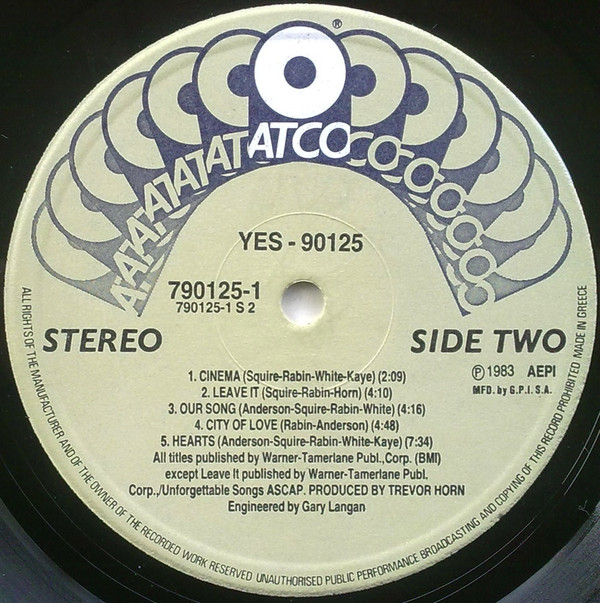 ®
ATATATATATATCOCOCOCOCOCO
YES - 90125
790125-1
790125-1 S 2
STEREO
SIDE TWO
Ⓟ 1983 AEPI
MFD. by G.P.I. S.A.
1. CINEMA (Squire-Rabin-White-Kaye) (2:09)
2. LEAVE IT (Squire-Rabin-Horn) (4:10)
3. OUR SONG (Anderson-Squire-Rabin-White) (4:16)
4. CITY OF LOVE (Rabin-Anderson) (4:48)
5. HEARTS (Anderson-Squire-Rabin-White-Kaye) (7:34)
All titles published by Warner-Tamerlane Publ.,Corp. (BMI)
except Leave It published by Warner-Tamerlane Publ.
Corp.,/Unforgettable Songs ASCAP. PRODUCED BY TREVOR HORN
Engineered by Gary Langan
ALL RIGHTS OF THE MANUFACTURER AND OF THE OWNER OF THE RECORDED WORK RESERVED UNAUTHORISED PUBLIC PERFORMANCE BROADCASTING AND COPYING OF THIS RECORD PROHIBITED MADE IN GREECE